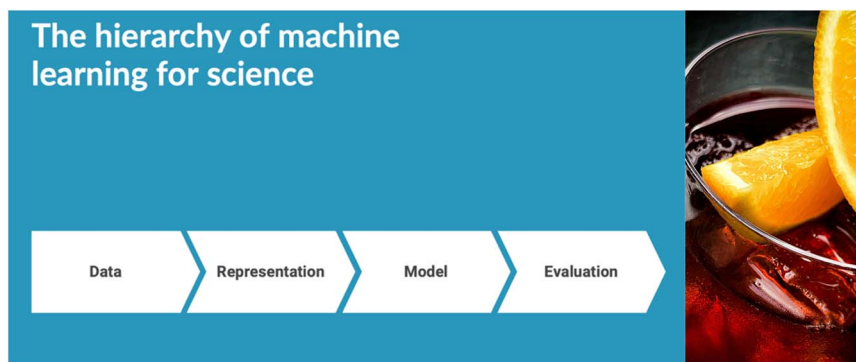 The hierarchy of machine
learning for science
Data
Representation
Model
Evaluation